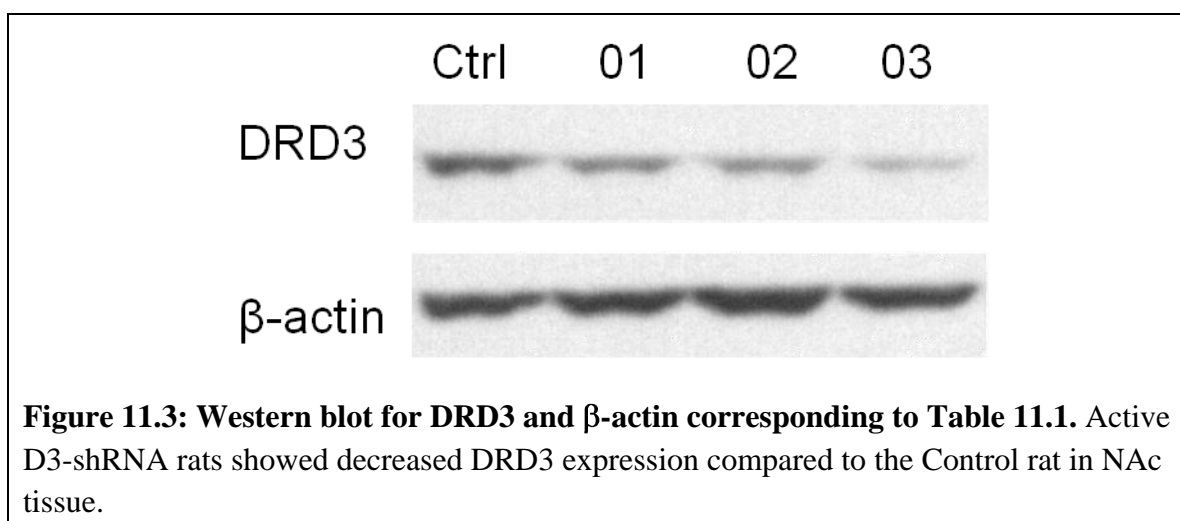 Ctrl 01 02 03
DRD3
β-actin
Figure 11.3: Western blot for DRD3 and β-actin corresponding to Table 11.1. Active
D3-shRNA rats showed decreased DRD3 expression compared to the Control rat in NAc
tissue.